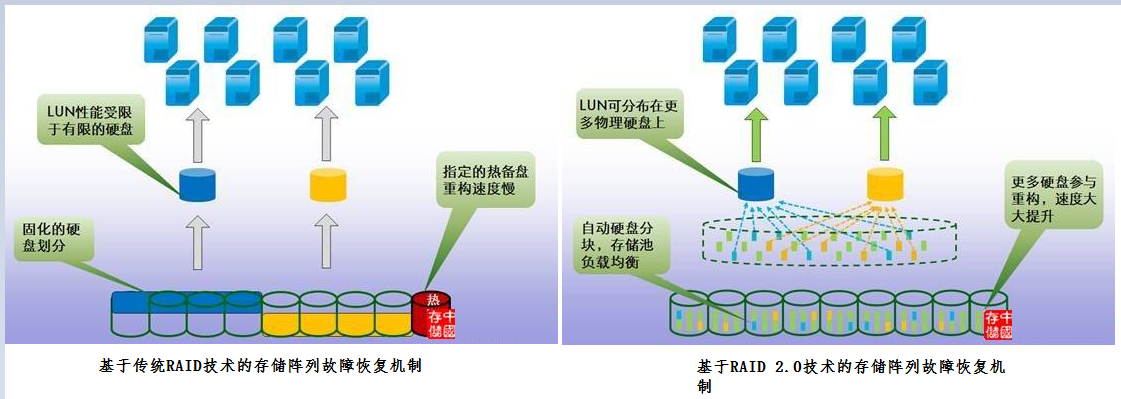 LUN性能受限
于有限的硬盘
指定的热备盘
重构速度慢
固化的硬
盘划分
热
中國
存儲
基于传统RAID技术的存储阵列故障恢复机制
LUN可分布在更
多物理硬盘上
更多硬盘参与
重构，速度大
大提升
自动硬盘分
块，存储池
负载均衡
中國
存儲
基于RAID 2.0技术的存储阵列故障恢复机
制